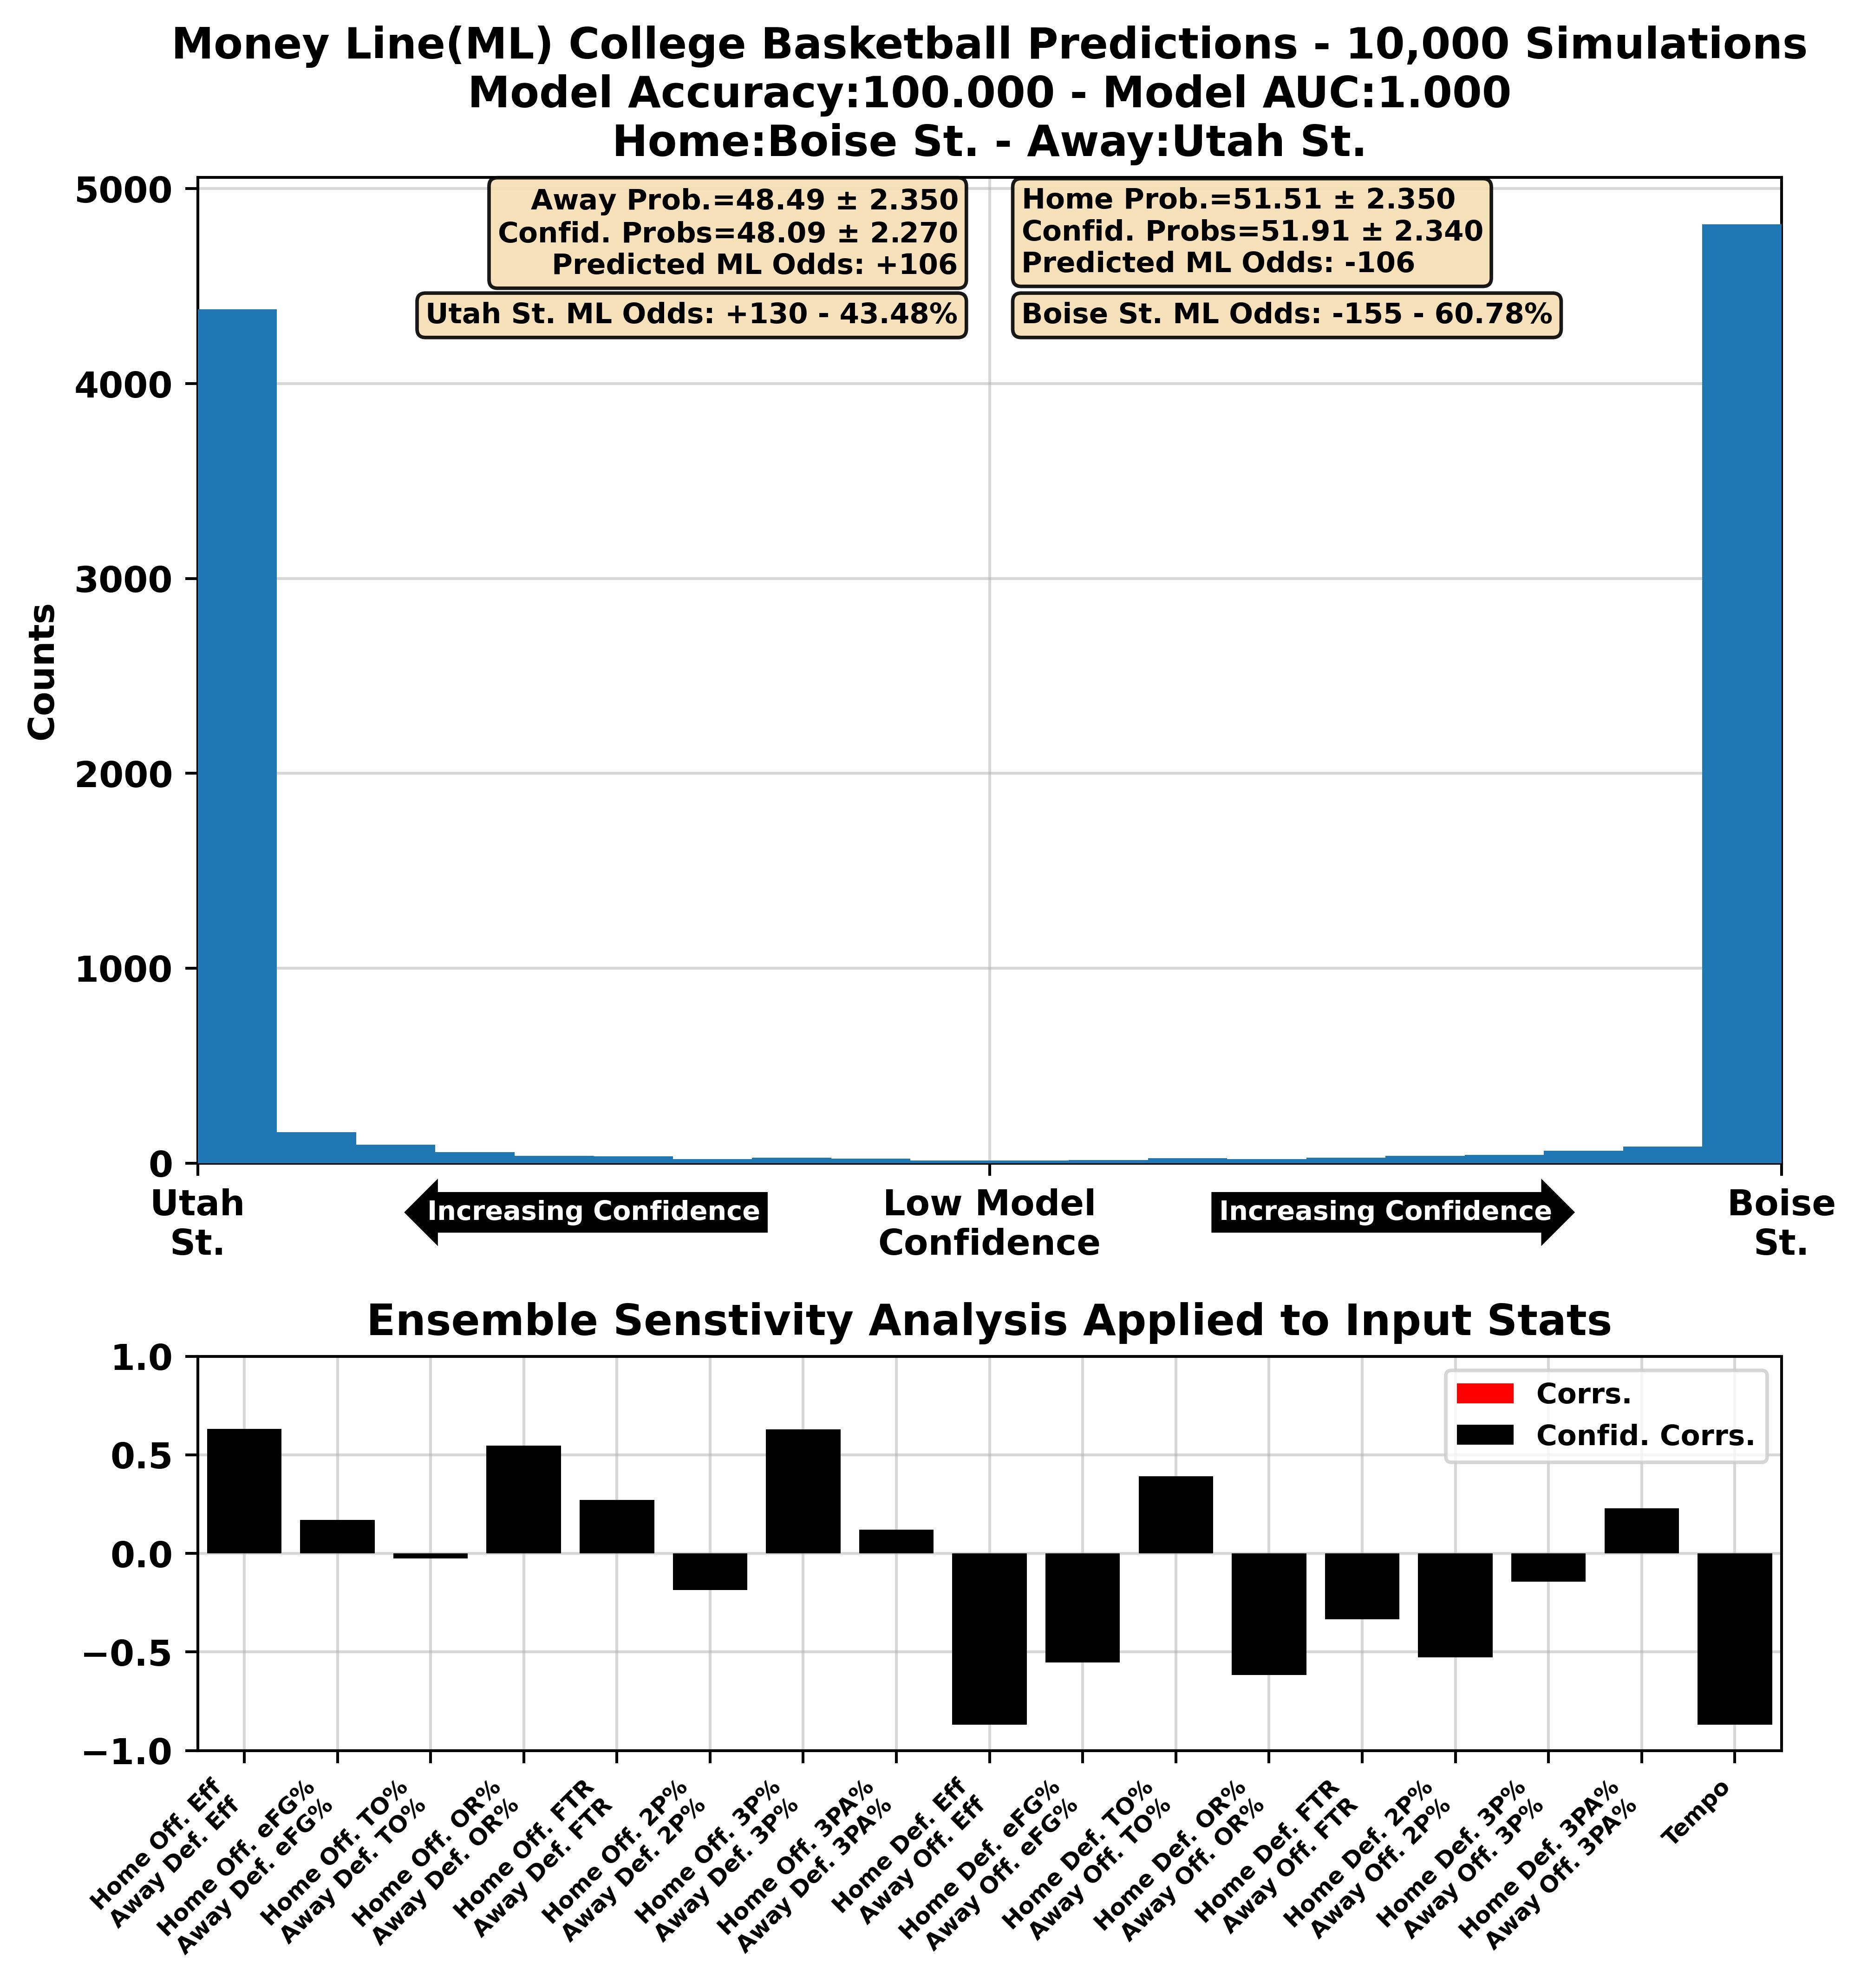 Money Line(ML) College Basketball Predictions - 10,000 Simulations
Model Accuracy:100.000 - Model AUC:1.000
Home:Boise St. - Away:Utah St.
Away Prob.=48.49 ± 2.350
Confid. Probs=48.09 ± 2.270
Predicted ML Odds: +106
Home Prob.=51.51 ± 2.350
Confid. Probs=51.91 ± 2.340
Predicted ML Odds: -106
Utah St. ML Odds: +130 - 43.48%
Boise St. ML Odds: -155 - 60.78%
5000
4000
3000
2000
1000
0
Counts
Utah
St.
Increasing Confidence
Low Model
Confidence
Increasing Confidence
Boise
St.
Ensemble Senstivity Analysis Applied to Input Stats
1.0
0.5
0.0
−0.5
−1.0
Corrs.
Confid. Corrs.
Home Off. Eff
Away Def. Eff
Home Off. eFG%
Away Def. eFG%
Home Off. TO%
Away Def. TO%
Home Off. OR%
Away Def. OR%
Home Off. FTR
Away Def. FTR
Home Off. 2P%
Away Def. 2P%
Home Off. 3P%
Away Def. 3P%
Home Off. 3PA%
Away Def. 3PA%
Home Def. Eff
Away Off. Eff
Home Def. eFG%
Away Off. eFG%
Home Def. TO%
Away Off. TO%
Home Def. OR%
Away Off. OR%
Home Def. FTR
Away Off. FTR
Home Def. 2P%
Away Off. 2P%
Home Def. 3P%
Away Off. 3P%
Home Def. 3PA%
Away Off. 3PA%
Tempo